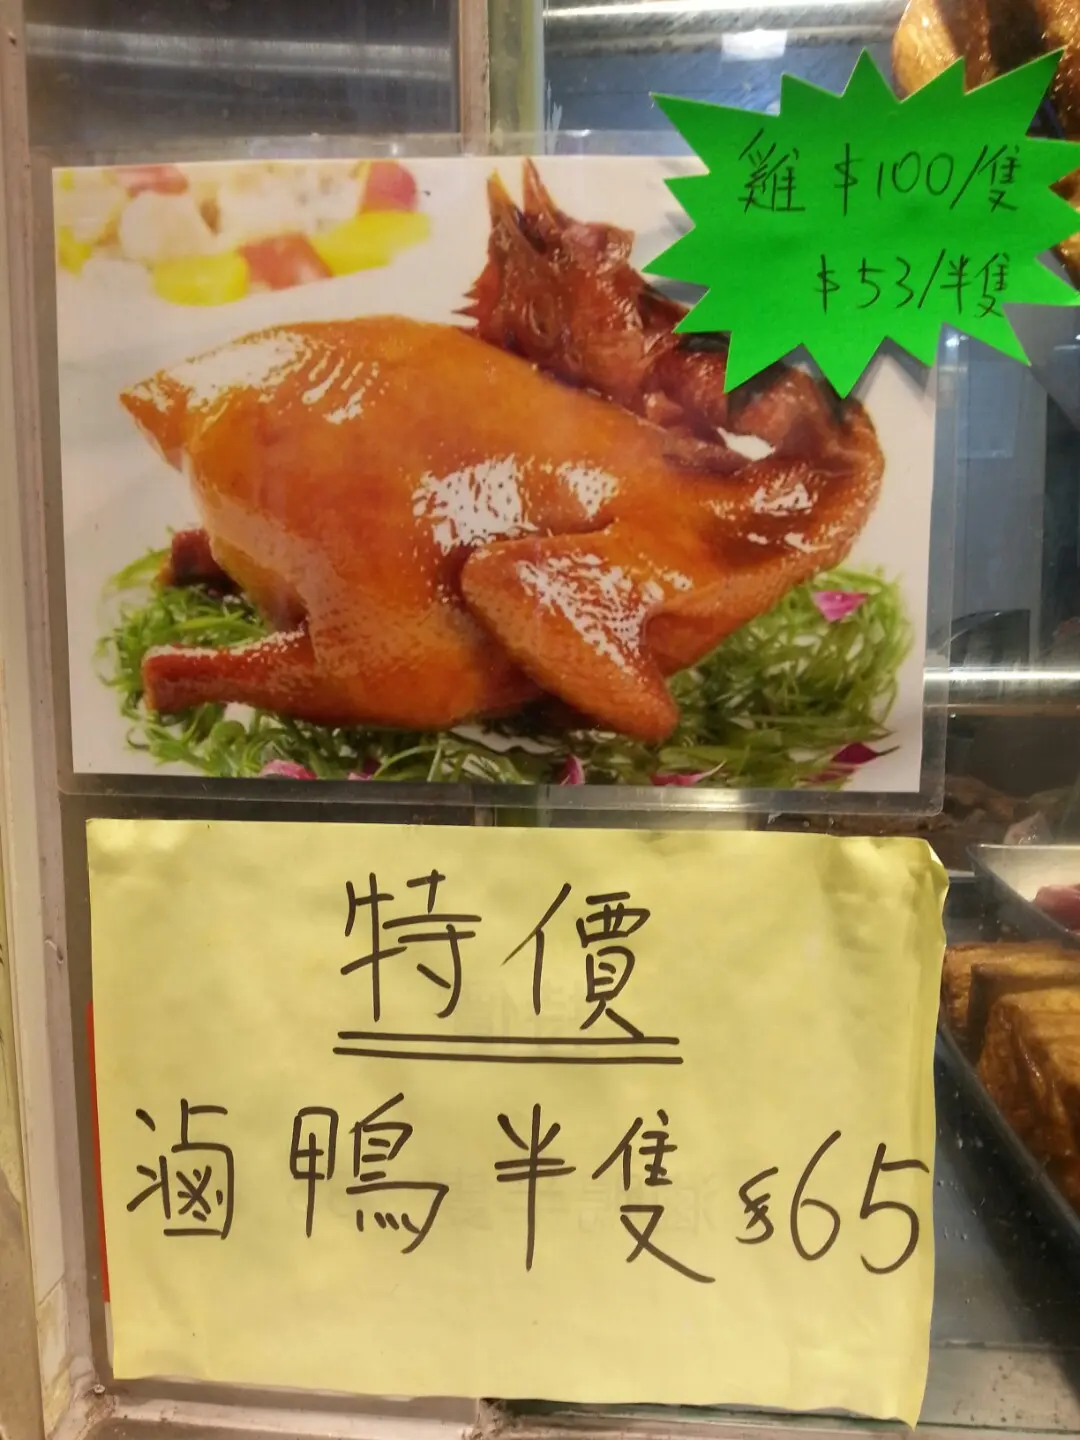 雞 $100/隻
$53/半隻
特價
滷鴨半隻 $65